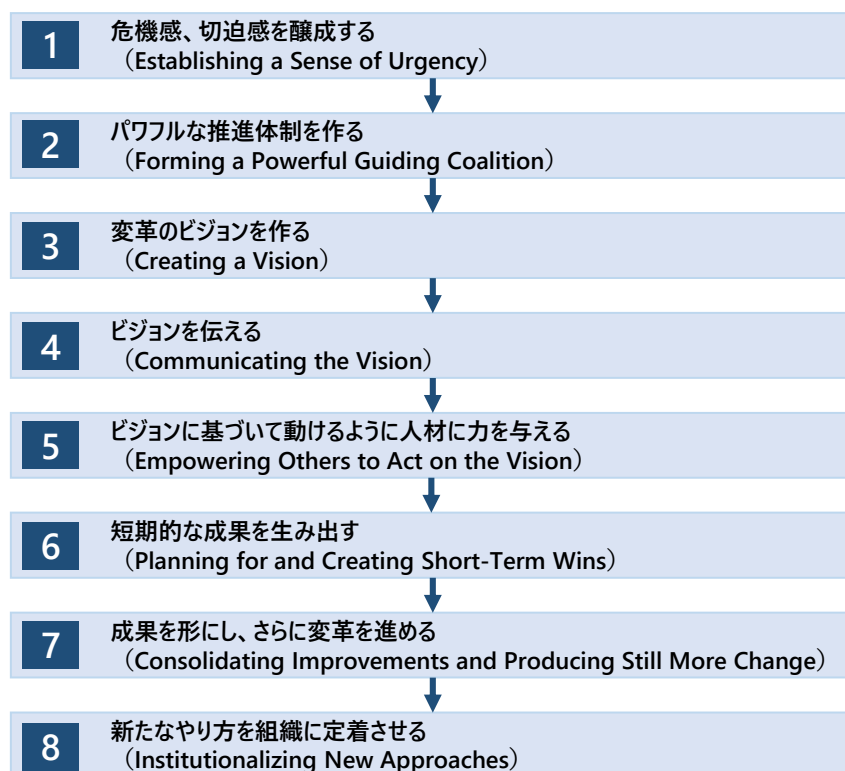 1
危機感、切迫感を醸成する
（Establishing a Sense of Urgency）
2
パワフルな推進体制を作る
（Forming a Powerful Guiding Coalition）
3
変革のビジョンを作る
（Creating a Vision）
4
ビジョンを伝える
（Communicating the Vision）
5
ビジョンに基づいて動けるように人材に力を与える
（Empowering Others to Act on the Vision）
6
短期的な成果を生み出す
（Planning for and Creating Short-Term Wins）
7
成果を形にし、さらに変革を進める
（Consolidating Improvements and Producing Still More Change）
8
新たなやり方を組織に定着させる
（Institutionalizing New Approaches）